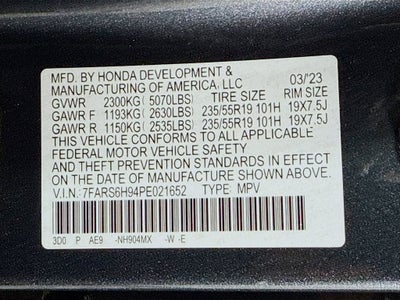 MFD. BY HONDA DEVELOPMENT &
MANUFACTURING OF AMERICA, LLC 03/'23
GVWR 2300KG (5070LBS) TIRE SIZE RIM SIZE
GAWR F 1193KG (2630LBS) 235/55R19 101H 19X7.5J
GAWR R 1150KG (2535LBS) 235/55R19 101H 19X7.5J
THIS VEHICLE CONFORMS TO ALL APPLICABLE
FEDERAL MOTOR VEHICLE SAFETY
AND THEFT PREVENTION STANDARDS IN EFFECT
ON THE DATE OF MANUFACTURE SHOWN ABOVE.
V.I.N.:7FARS6H94PE021652 TYPE: MPV
3D0 P AE9 -NH904MX -W -E